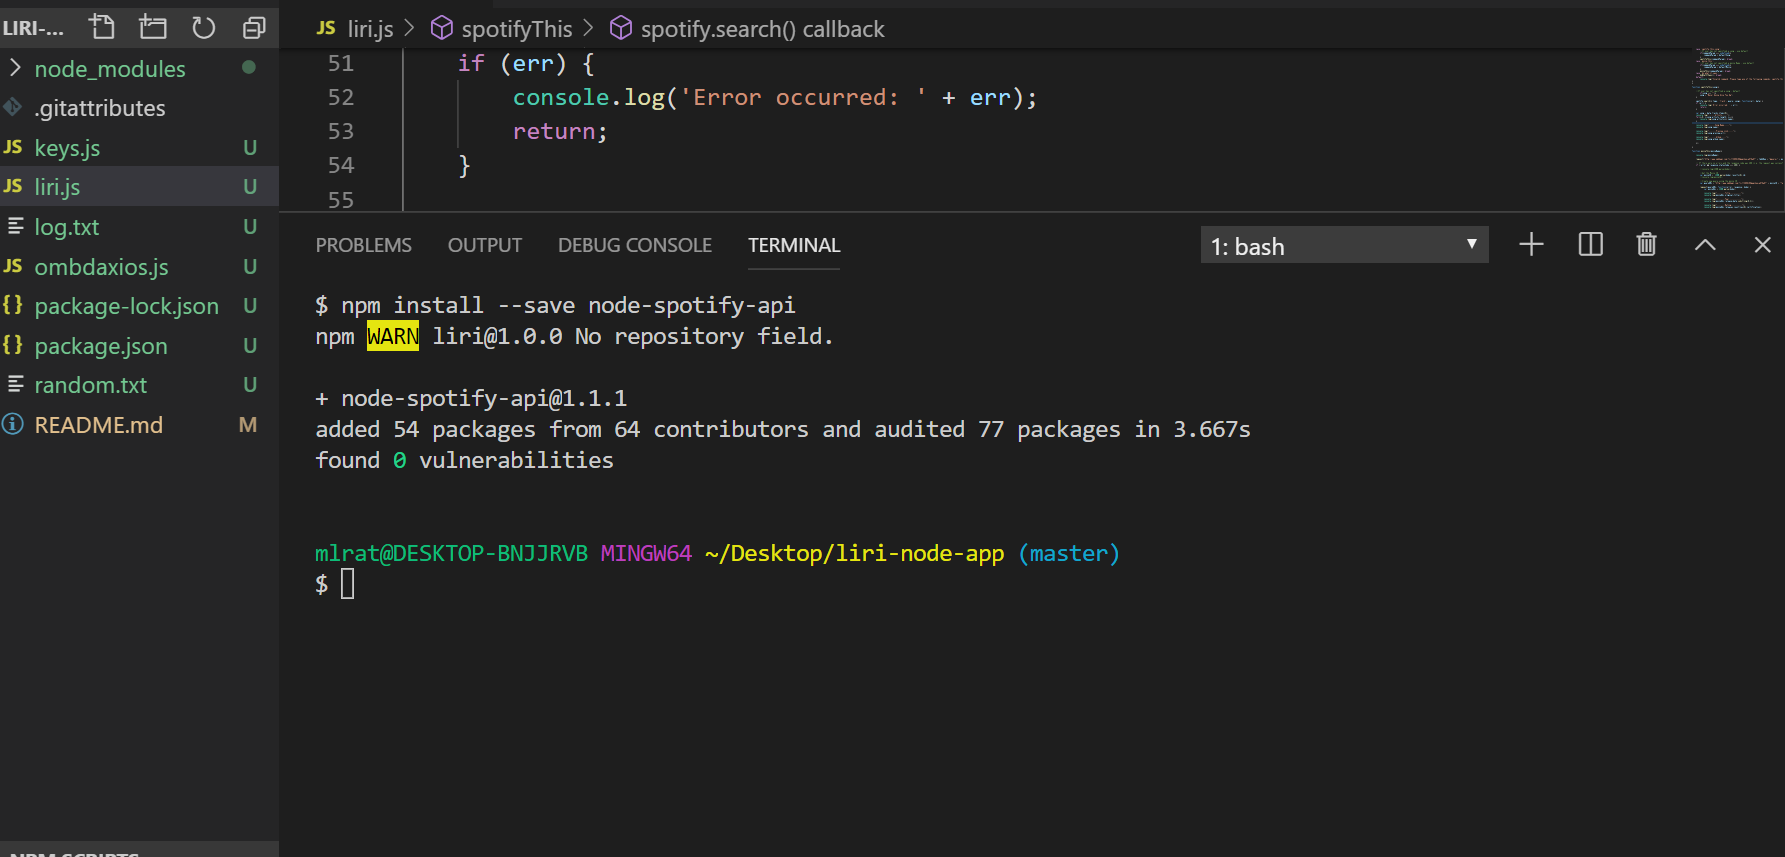 LIRI-...
node_modules
.gitattributes
JS keys.js U
JS liri.js U
log.txt U
JS ombdaxios.js U
{} package-lock.json U
{} package.json U
random.txt U
README.md M
NPM SCRIPTS
JS liri.js > spotifyThis > spotify.search() callback
51 if (err) {
52 console.log('Error occurred: ' + err);
53 return;
54 }
55
PROBLEMS OUTPUT DEBUG CONSOLE TERMINAL 1: bash
$ npm install --save node-spotify-api
npm WARN liri@1.0.0 No repository field.
+ node-spotify-api@1.1.1
added 54 packages from 64 contributors and audited 77 packages in 3.667s
found 0 vulnerabilities
mlrat@DESKTOP-BNJJRVB MINGW64 ~/Desktop/liri-node-app (master)
$